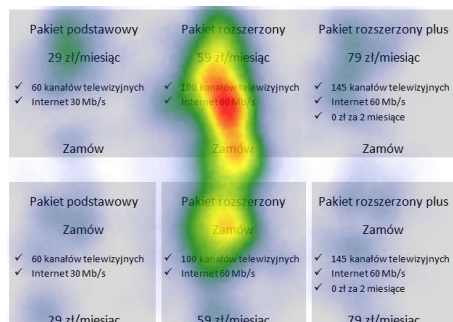 Pakiet podstawowy
29 zł/miesiąc
✓ 60 kanałów telewizyjnych
✓ Internet 30 Mb/s
Zamów
Pakiet rozszerzony
59 zł/miesiąc
✓ 100 kanałów telewizyjnych
✓ Internet 60 Mb/s
Zamów
Pakiet rozszerzony plus
79 zł/miesiąc
✓ 145 kanałów telewizyjnych
✓ Internet 60 Mb/s
✓ 0 zł za 2 miesiące
Zamów
Pakiet podstawowy
Zamów
✓ 60 kanałów telewizyjnych
✓ Internet 30 Mb/s
29 zł/miesiąc
Pakiet rozszerzony
Zamów
✓ 100 kanałów telewizyjnych
✓ Internet 60 Mb/s
59 zł/miesiąc
Pakiet rozszerzony plus
Zamów
✓ 145 kanałów telewizyjnych
✓ Internet 60 Mb/s
✓ 0 zł za 2 miesiące
79 zł/miesiąc